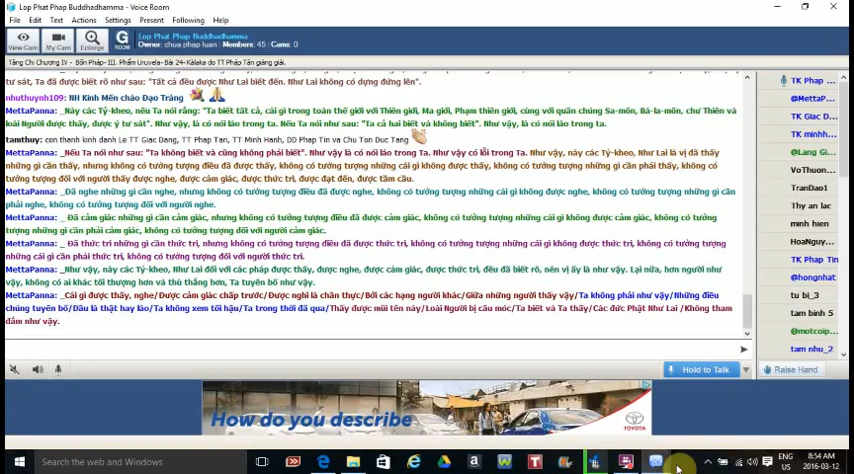 Lop Phat Phap Buddhadhamma - Voice Room
File Edit Text Actions Settings Present Following Help
View Cam My Cam Enlarge G ROOM Owner: chua phap luan · Members: 45 · Cams: 0
Tăng Chi Chương IV - Bốn Pháp- III. Phẩm Uruvela- Bài 24- Kàlaka do TT Pháp Tân giảng giải.
tư sát, Ta đã được biết rõ như sau: "Tất cả đều được Như Lai biết đến. Như Lai không có dựng đứng lên".
nhuthuynh109: NH Kính Mến chào Đạo Tràng
MettaPanna: _Này các Tỷ-kheo, nếu Ta nói rằng: "Ta biết tất cả, cái gì trong toàn thế giới với Thiên giới, Ma giới, Phạm thiên giới, cùng với quần chúng Sa-môn, Bà-la-môn, chư Thiên và
loài Người được thấy, được ý tư sát". Như vậy, là có nói láo trong ta. Nếu Ta nói như sau: "Ta cả hai biết và không biết". Như vậy, là có nói láo trong Ta.
tamthuy: con thanh kinh danh Le TT Giac Dang, TT Phap Tan, TT Minh Hanh, DD Phap Tin va Chu Ton Duc Tang
MettaPanna: _Nếu Ta nói như sau: "Ta không biết và cũng không phải biết". Như vậy là có nói láo trong Ta. Như vậy có lỗi trong Ta. Như vậy, này các Tỷ-kheo, Như Lai là vị đã thấy
những gì cần thấy, nhưng không có tưởng tượng điều đã được thấy, không có tưởng tượng những cái gì không được thấy, không có tưởng tượng những gì cần phải thấy, không có
tưởng tượng đối với người thấy được nghe, được cảm giác, được thức tri, được đạt đến, được tầm cầu.
MettaPanna: _Đã nghe những gì cần nghe, nhưng không có tưởng tượng điều đã được nghe, không có tưởng tượng những cái gì không được nghe, không có tưởng tượng những gì cần
phải nghe, không có tưởng tượng đối với người nghe.
MettaPanna: _Đã cảm giác những gì cần cảm giác, nhưng không có tưởng tượng điều đã được cảm giác, không có tưởng tượng những cái gì không được cảm giác, không có tưởng
tượng những gì cần phải cảm giác, không có tưởng tượng đối với người cảm giác.
MettaPanna: _Đã thức tri những gì cần thức tri, nhưng không có tưởng tượng điều đã được thức tri, không có tưởng tượng những cái gì không được thức tri, không có tưởng tượng
những gì cần phải thức tri, không có tưởng tượng đối với người thức tri.
MettaPanna: _Như vậy, này các Tỷ-kheo, Như Lai đối với các pháp được thấy, được nghe, được cảm giác, được thức tri, đều đã biết rõ, nên vị ấy là như vậy. Lại nữa, hơn người như
vậy, không có ai khác tối thượng hơn và thù thắng hơn, Ta tuyên bố như vậy.
MettaPanna: _Cái gì được thấy, nghe/Được cảm giác chấp trước/Được nghĩ là chân thực/Bởi các hạng người khác/Giữa những người thấy vậy/Ta không phải như vậy/Những điều
chúng tuyên bố/Dầu là thật hay láo/Ta không xem tối hậu/Ta trong thời đã qua/Thấy được mũi tên này/Loài Người bị câu móc/Ta biết và Ta thấy/Các đức Phật Như Lai /Không tham
đắm như vậy.
TK Phap
@MettaP...
TK Giac D...
TK minhh...
@Lang Gi...
VoThuon...
TranDao1
Thy an lac
minh hien
HoaNguy...
TK Phap Tin
@hongnhat
tu bi_3
tam binh 5
@motcoip...
tam nhu_2
Hold to Talk
Raise Hand
How do you describe
TOYOTA
Search the web and Windows
ENG
US
8:54 AM
2016-03-12